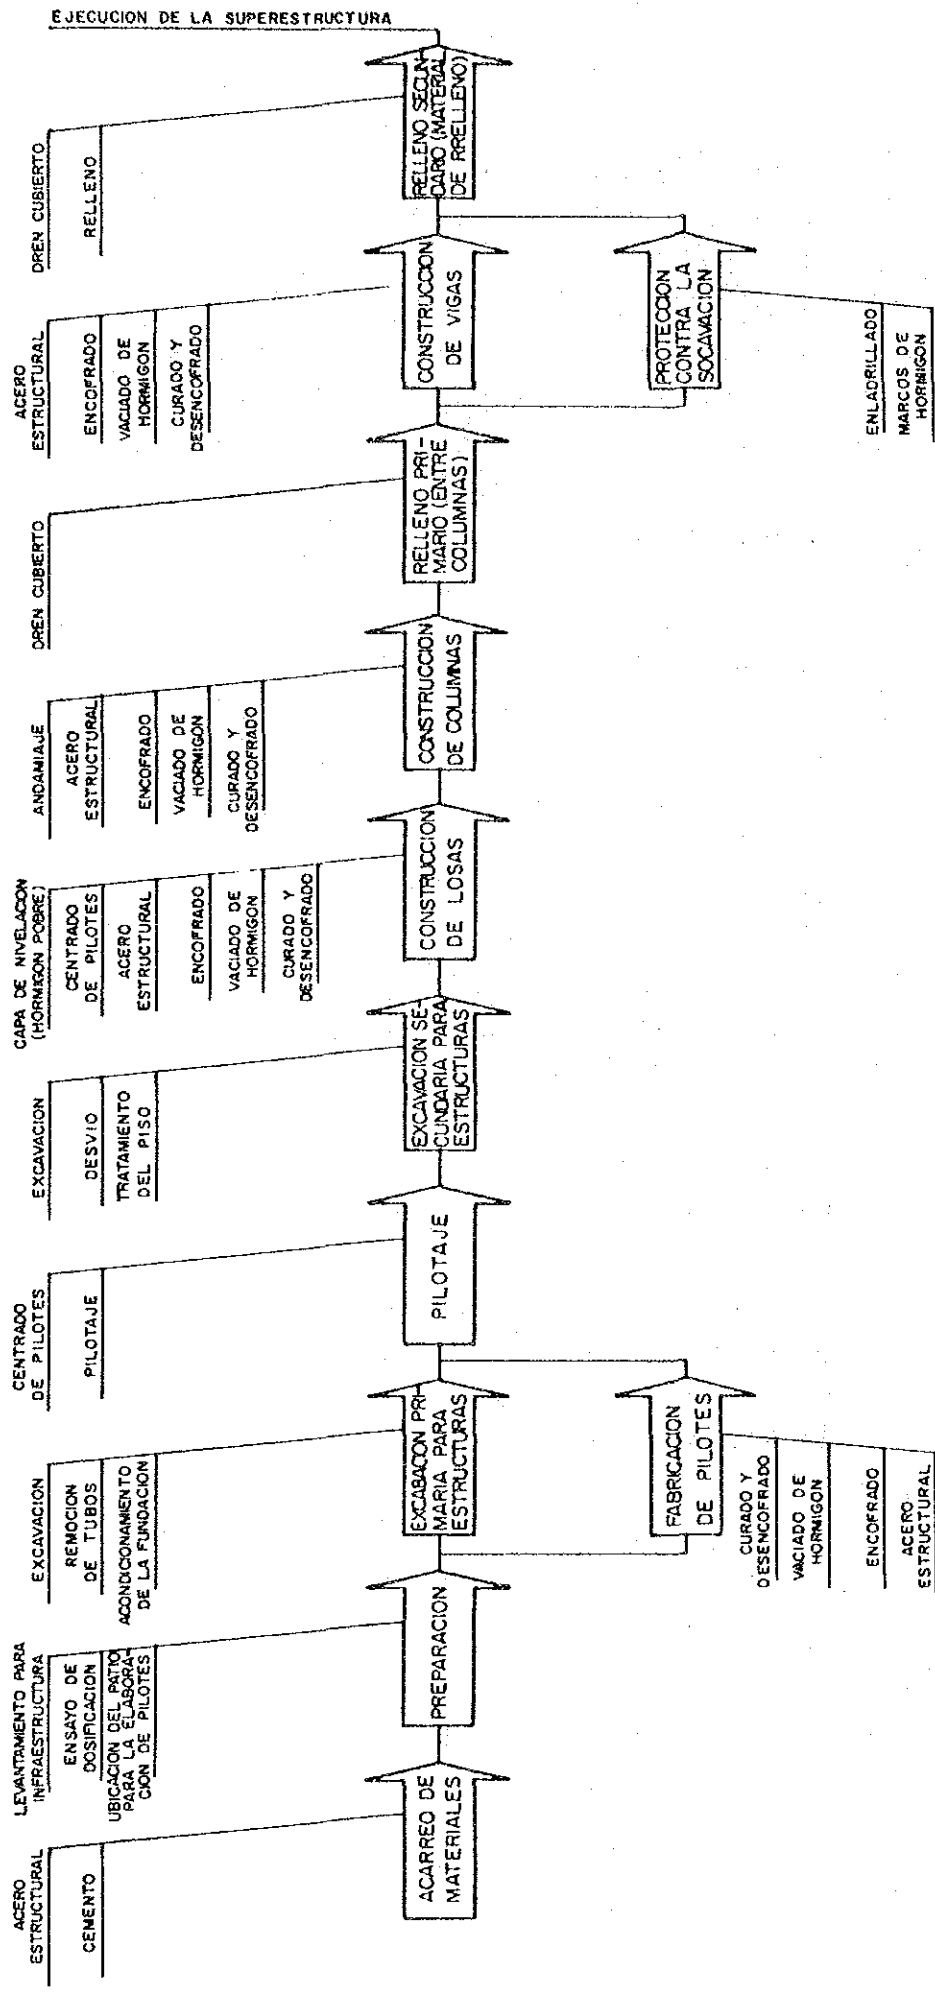 ACERO
ESTRUCTURAL
CEMENTO
ACARREO DE
MATERIALES
LEVANTAMIENTO PARA
INFRAESTRUCTURA
ENSAYO DE
DOSIFICACION
UBICACION DEL PATIO
PARA LA ELABORA-
CION DE PILOTES
PREPARACION
EXCAVACION
REMOCION
DE TUBOS
ACONDICIONAMIENTO
DE LA FUNDACION
EXCABACION PRI-
MARIA PARA
ESTRUCTURAS
FABRICACION
DE PILOTES
CURADO Y
DESENCOFRADO
VACIADO DE
HORMIGON
ENCOFRADO
ACERO
ESTRUCTURAL
CENTRADO
DE PILOTES
PILOTAJE
PILOTAJE
EXCAVACION
DESVIO
TRATAMIENTO
DEL PISO
EXCAVACION SE-
CUNDARIA PARA
ESTRUCTURAS
CAPA DE NIVELACION
(HORMIGON POBRE)
CENTRADO
DE PILOTES
ACERO
ESTRUCTURAL
ENCOFRADO
VACIADO DE
HORMIGON
CURADO Y
DESENCOFRADO
CONSTRUCCION
DE LOSAS
ANDAMIAJE
ACERO
ESTRUCTURAL
ENCOFRADO
VACIADO DE
HORMIGON
CURADO Y
DESENCOFRADO
CONSTRUCCION
DE COLUMNAS
DREN CUBIERTO
RELLENO PRI-
MARIO (ENTRE
COLUMNAS)
ACERO
ESTRUCTURAL
ENCOFRADO
VACIADO DE
HORMIGON
CURADO Y
DESENCOFRADO
CONSTRUCCION
DE VIGAS
PROTECCION
CONTRA LA
SOCAVACION
ENLADRILLADO
MARCOS DE
HORMIGON
DREN CUBIERTO
RELLENO
RELLENO SECUN-
DARIO (MATERIAL
DE RRELLENO)
EJECUCION DE LA SUPERESTRUCTURA